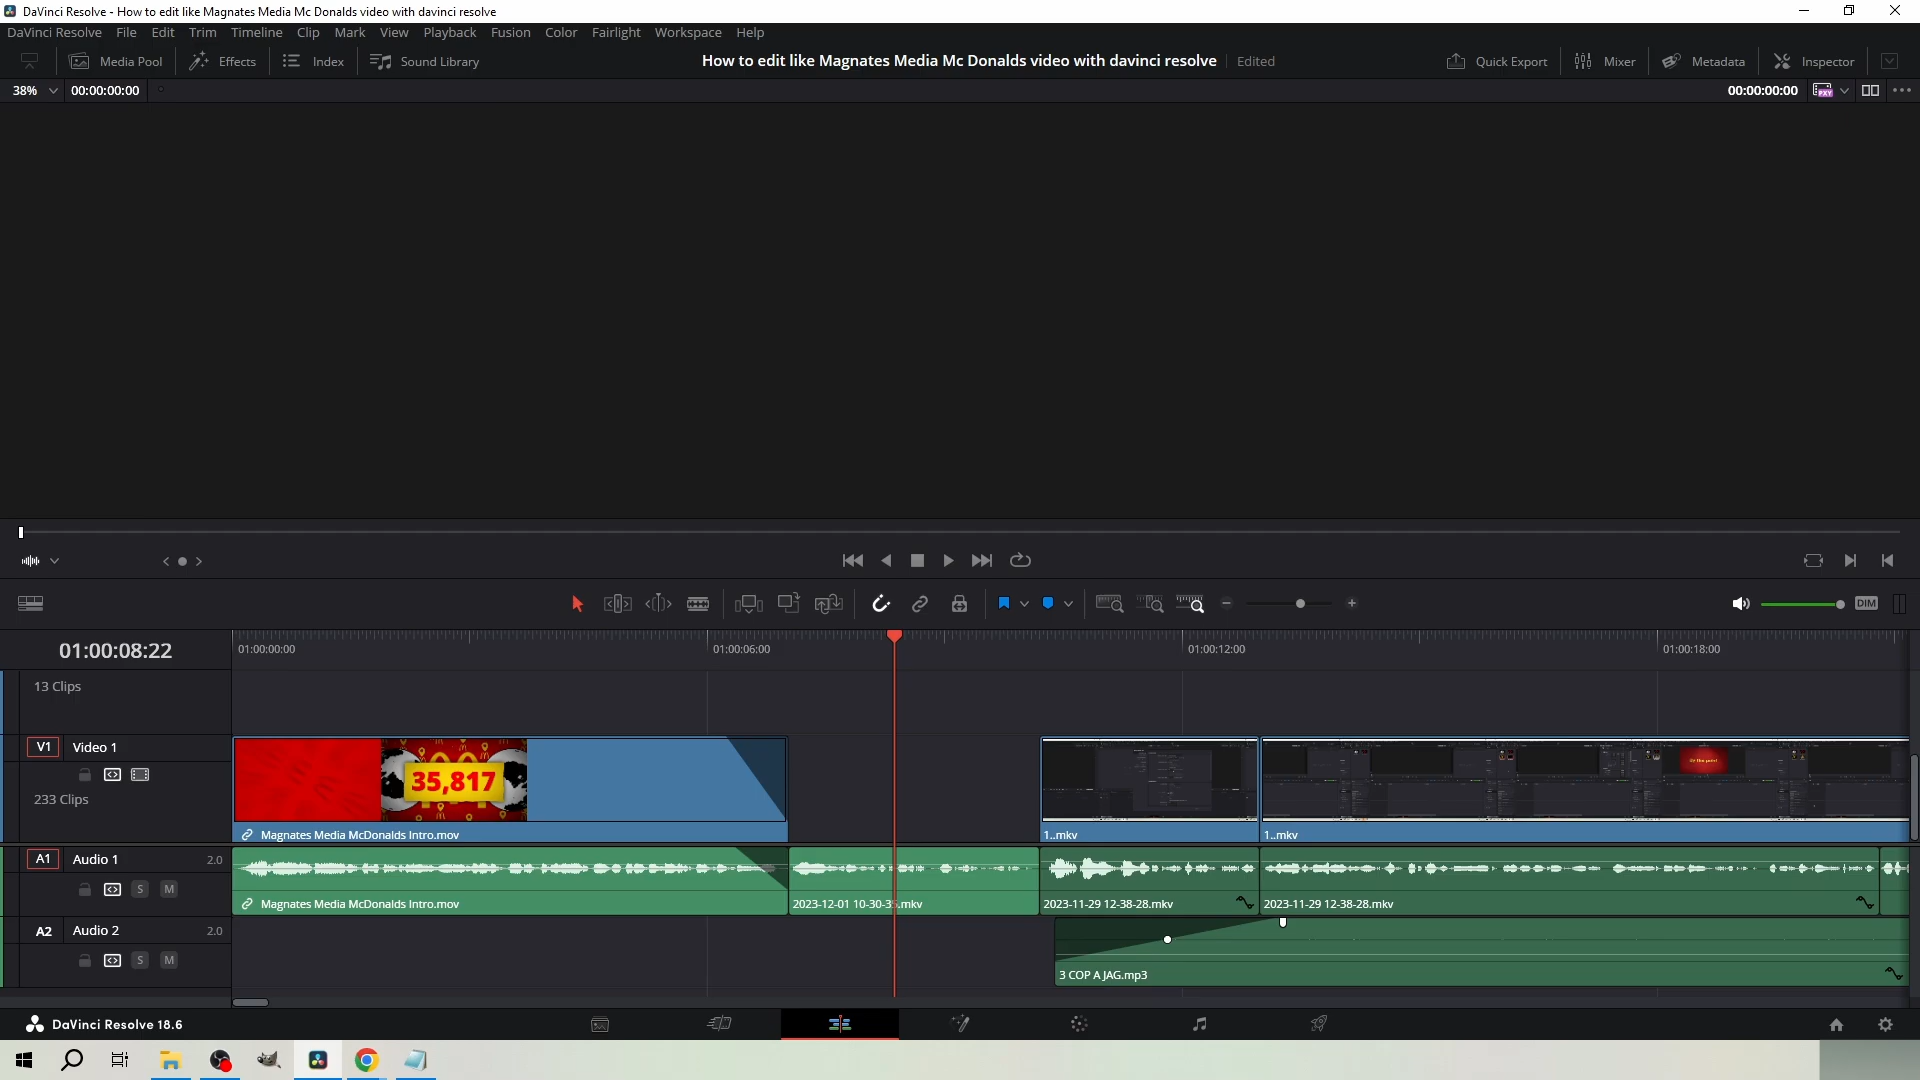 DaVinci Resolve - How to edit like Magnates Media Mc Donalds video with davinci resolve
DaVinci Resolve File Edit Trim Timeline Clip Mark View Playback Fusion Color Fairlight Workspace Help
Media Pool Effects Index Sound Library How to edit like Magnates Media Mc Donalds video with davinci resolve Edited Quick Export Mixer Metadata Inspector
38% 00:00:00:00 00:00:00:00 PXY
DIM
01:00:08:22 01:00:00:00 01:00:06:00 01:00:12:00 01:00:18:00
13 Clips
V1 Video 1
35,817
233 Clips
Magnates Media McDonalds Intro.mov 1..mkv 1..mkv
A1 Audio 1 2.0
S M
Magnates Media McDonalds Intro.mov 2023-12-01 10-30-35.mkv 2023-11-29 12-38-28.mkv 2023-11-29 12-38-28.mkv
A2 Audio 2 2.0
S M
3 COP A JAG.mp3
DaVinci Resolve 18.6